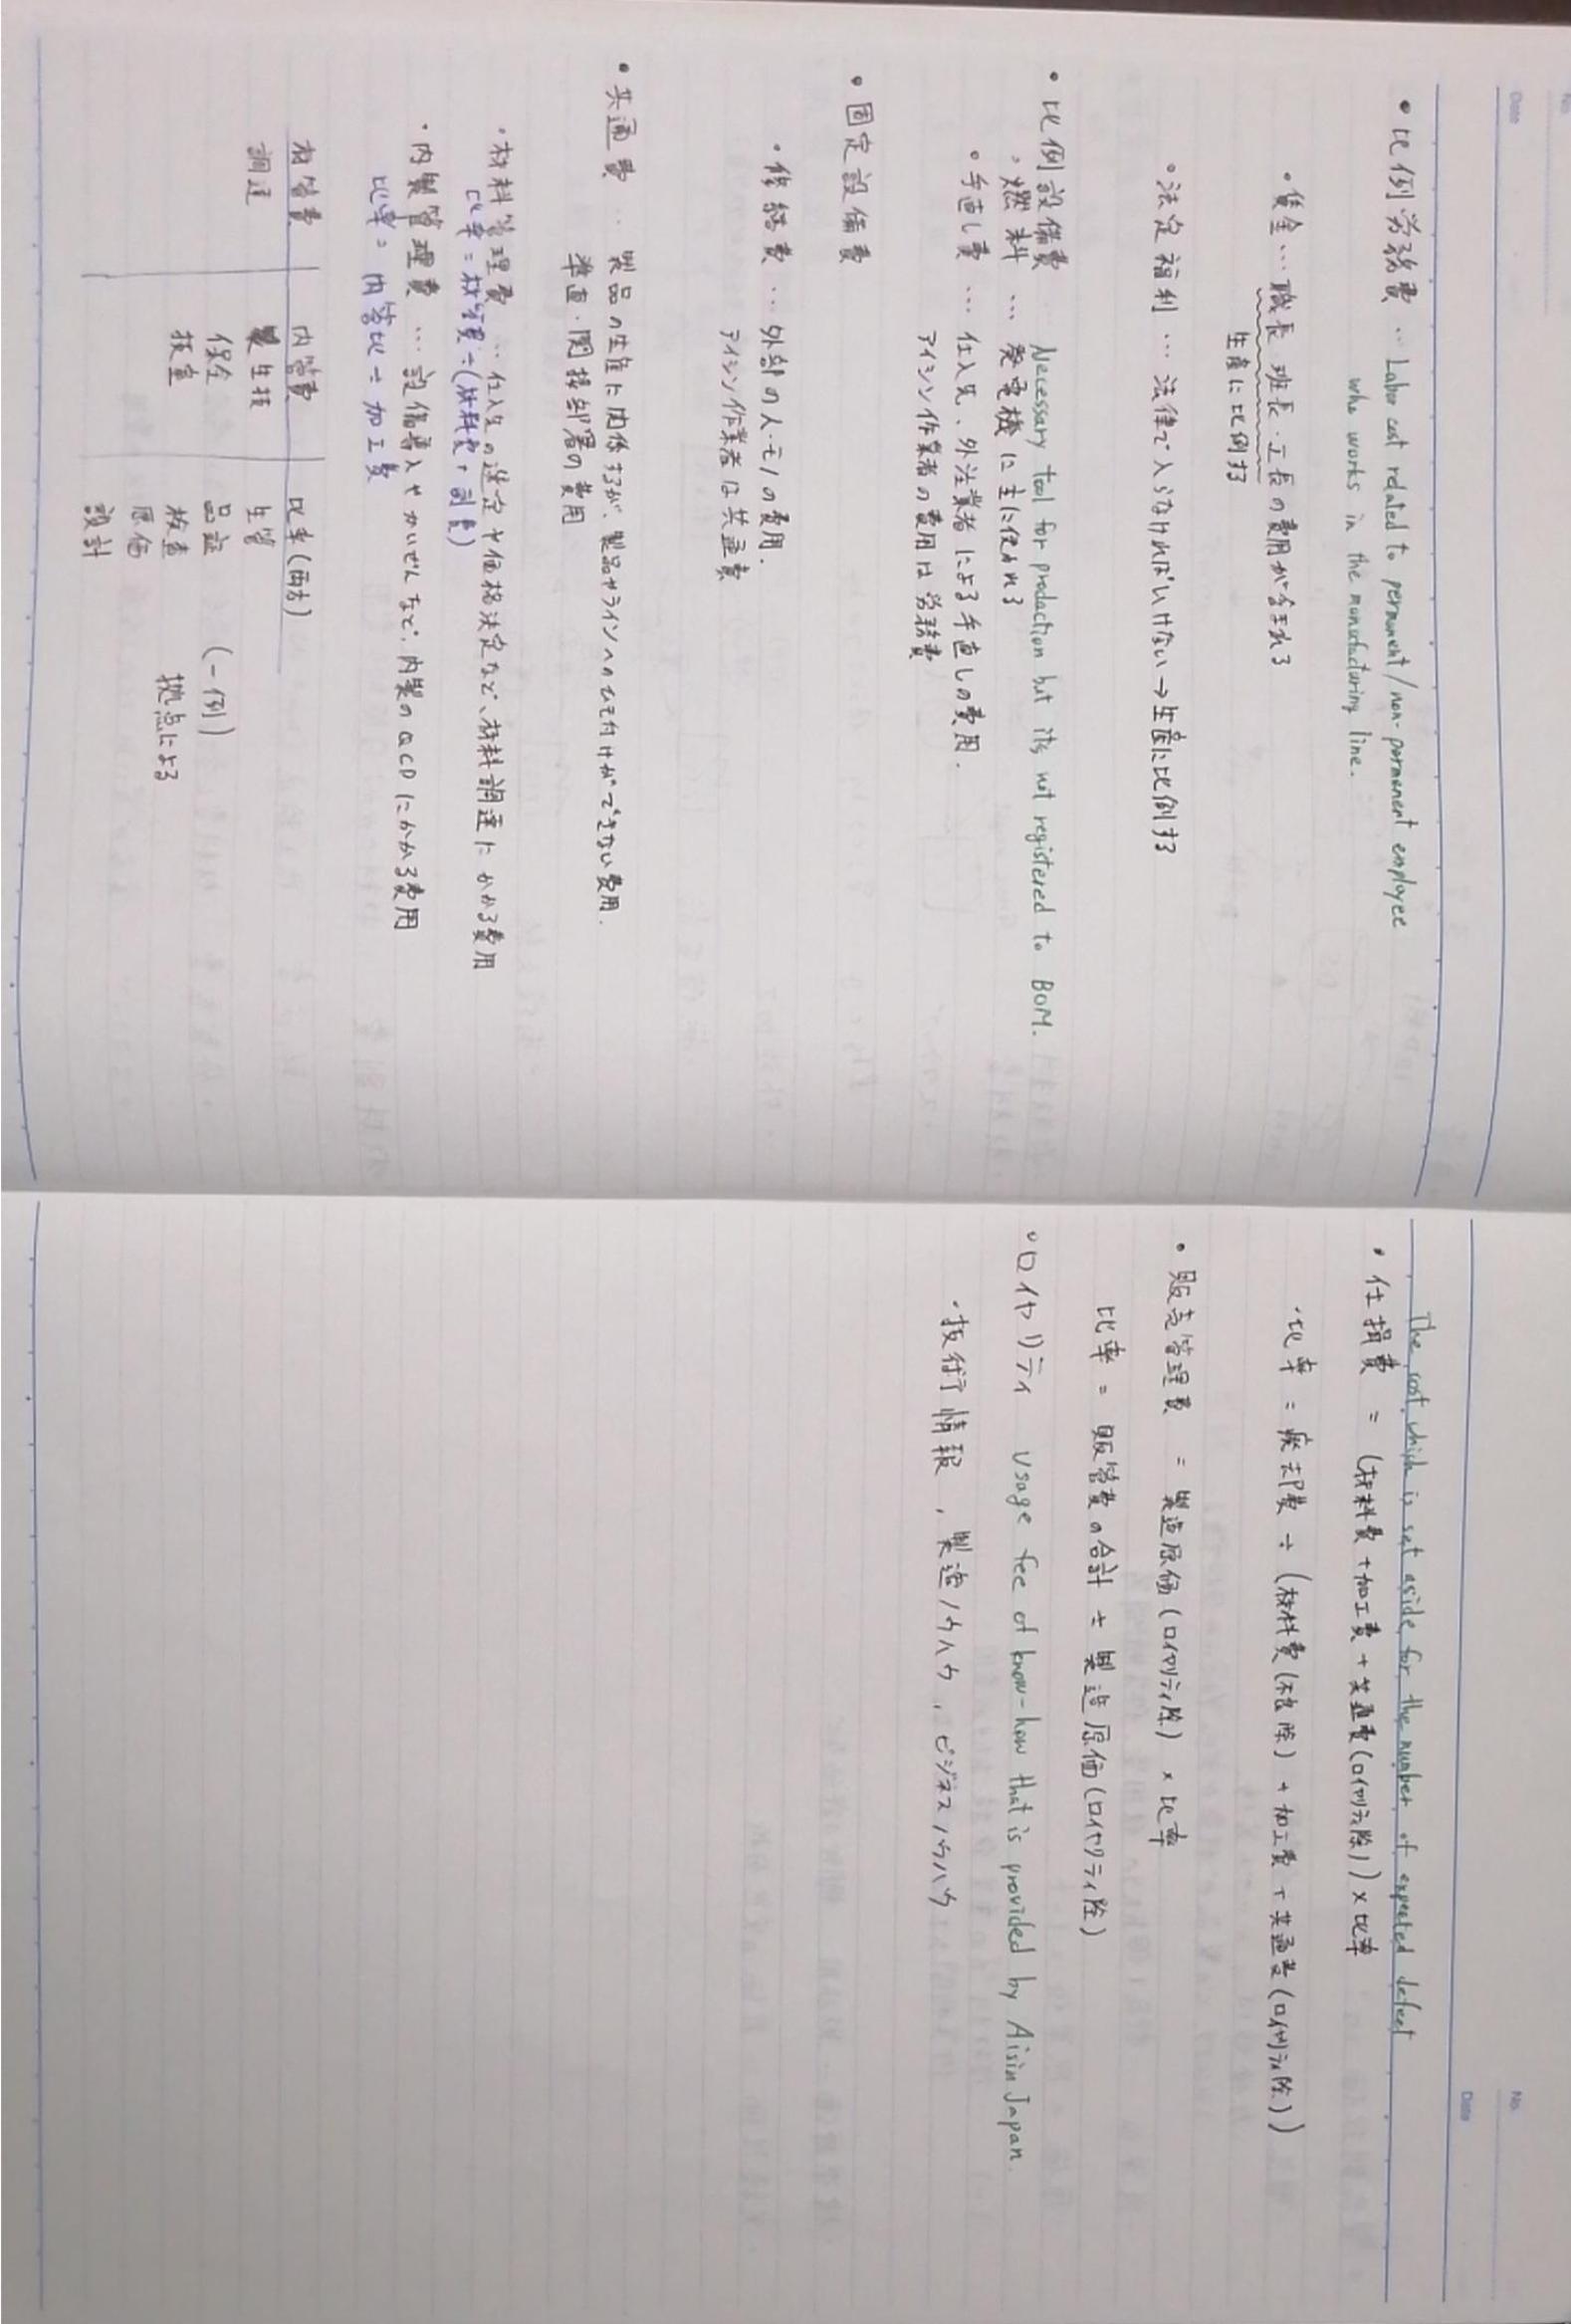 No.
Date
• 比例労務費 … Labor cost related to permanent/non-permanent employee
who works in the manufacturing line.
• 賃金… 職長・班長・工長の費用が含まれる
生産に比例する
• 法定福利 … 法律で入らなければいけない→生産に比例する
• 比例設備費 … Necessary tool for production but its not registered to BOM.
・燃料 … 発電機に主に使われる
• 手直し費 … 仕入先、外注業者による手直しの費用.
アイシン作業者の費用は労務費
• 固定設備費
・修繕費 … 外部の人・モノの費用.
アイシン作業者は共通費
• 共通費 … 製品の生産に関係するが、製品やラインへのひも付けができない費用.
準直・間接部署の費用
・材料管理費 … 仕入先の選定や価格決定など、材料調達にかかる費用
比率 = 材管費÷(材料費+副費)
・内製管理費 … 設備導入やかいぜんなど、内製のQCDにかかる費用
比率= 内管比÷加工費
材管費 内管費 比率(両方)
調達 製生技 生管
保全 品証 (一例)
技室 検査 拠点による
原価
設計
No.
Date
The cost which is set aside for the number of expected defect
• 仕損費 = (材料費+加工費+共通費(ロイヤリティ除))×比率
・比率 = 廃却費 ÷ (材料費(不良除) + 加工費 + 共通費(ロイヤリティ除))
• 販売管理費 = 製造原価(ロイヤリティ除) × 比率
比率 = 販管費の合計 ÷ 製造原価(ロイヤリティ除)
• ロイヤリティ Usage fee of know-how that is provided by Aisin Japan.
・技術情報, 製造ノウハウ, ビジネスノウハウ